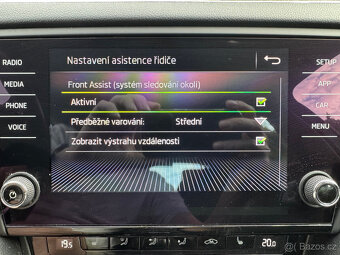 Nastavení asistence řidiče
RADIO
MEDIA
PHONE
VOICE
SETUP
APP
CAR
MENU
Front Assist (systém sledování okolí)
Aktivní
Předběžné varování: Střední
Zobrazit výstrahu vzdálenosti
19.5
20.0
Bazoš.cz